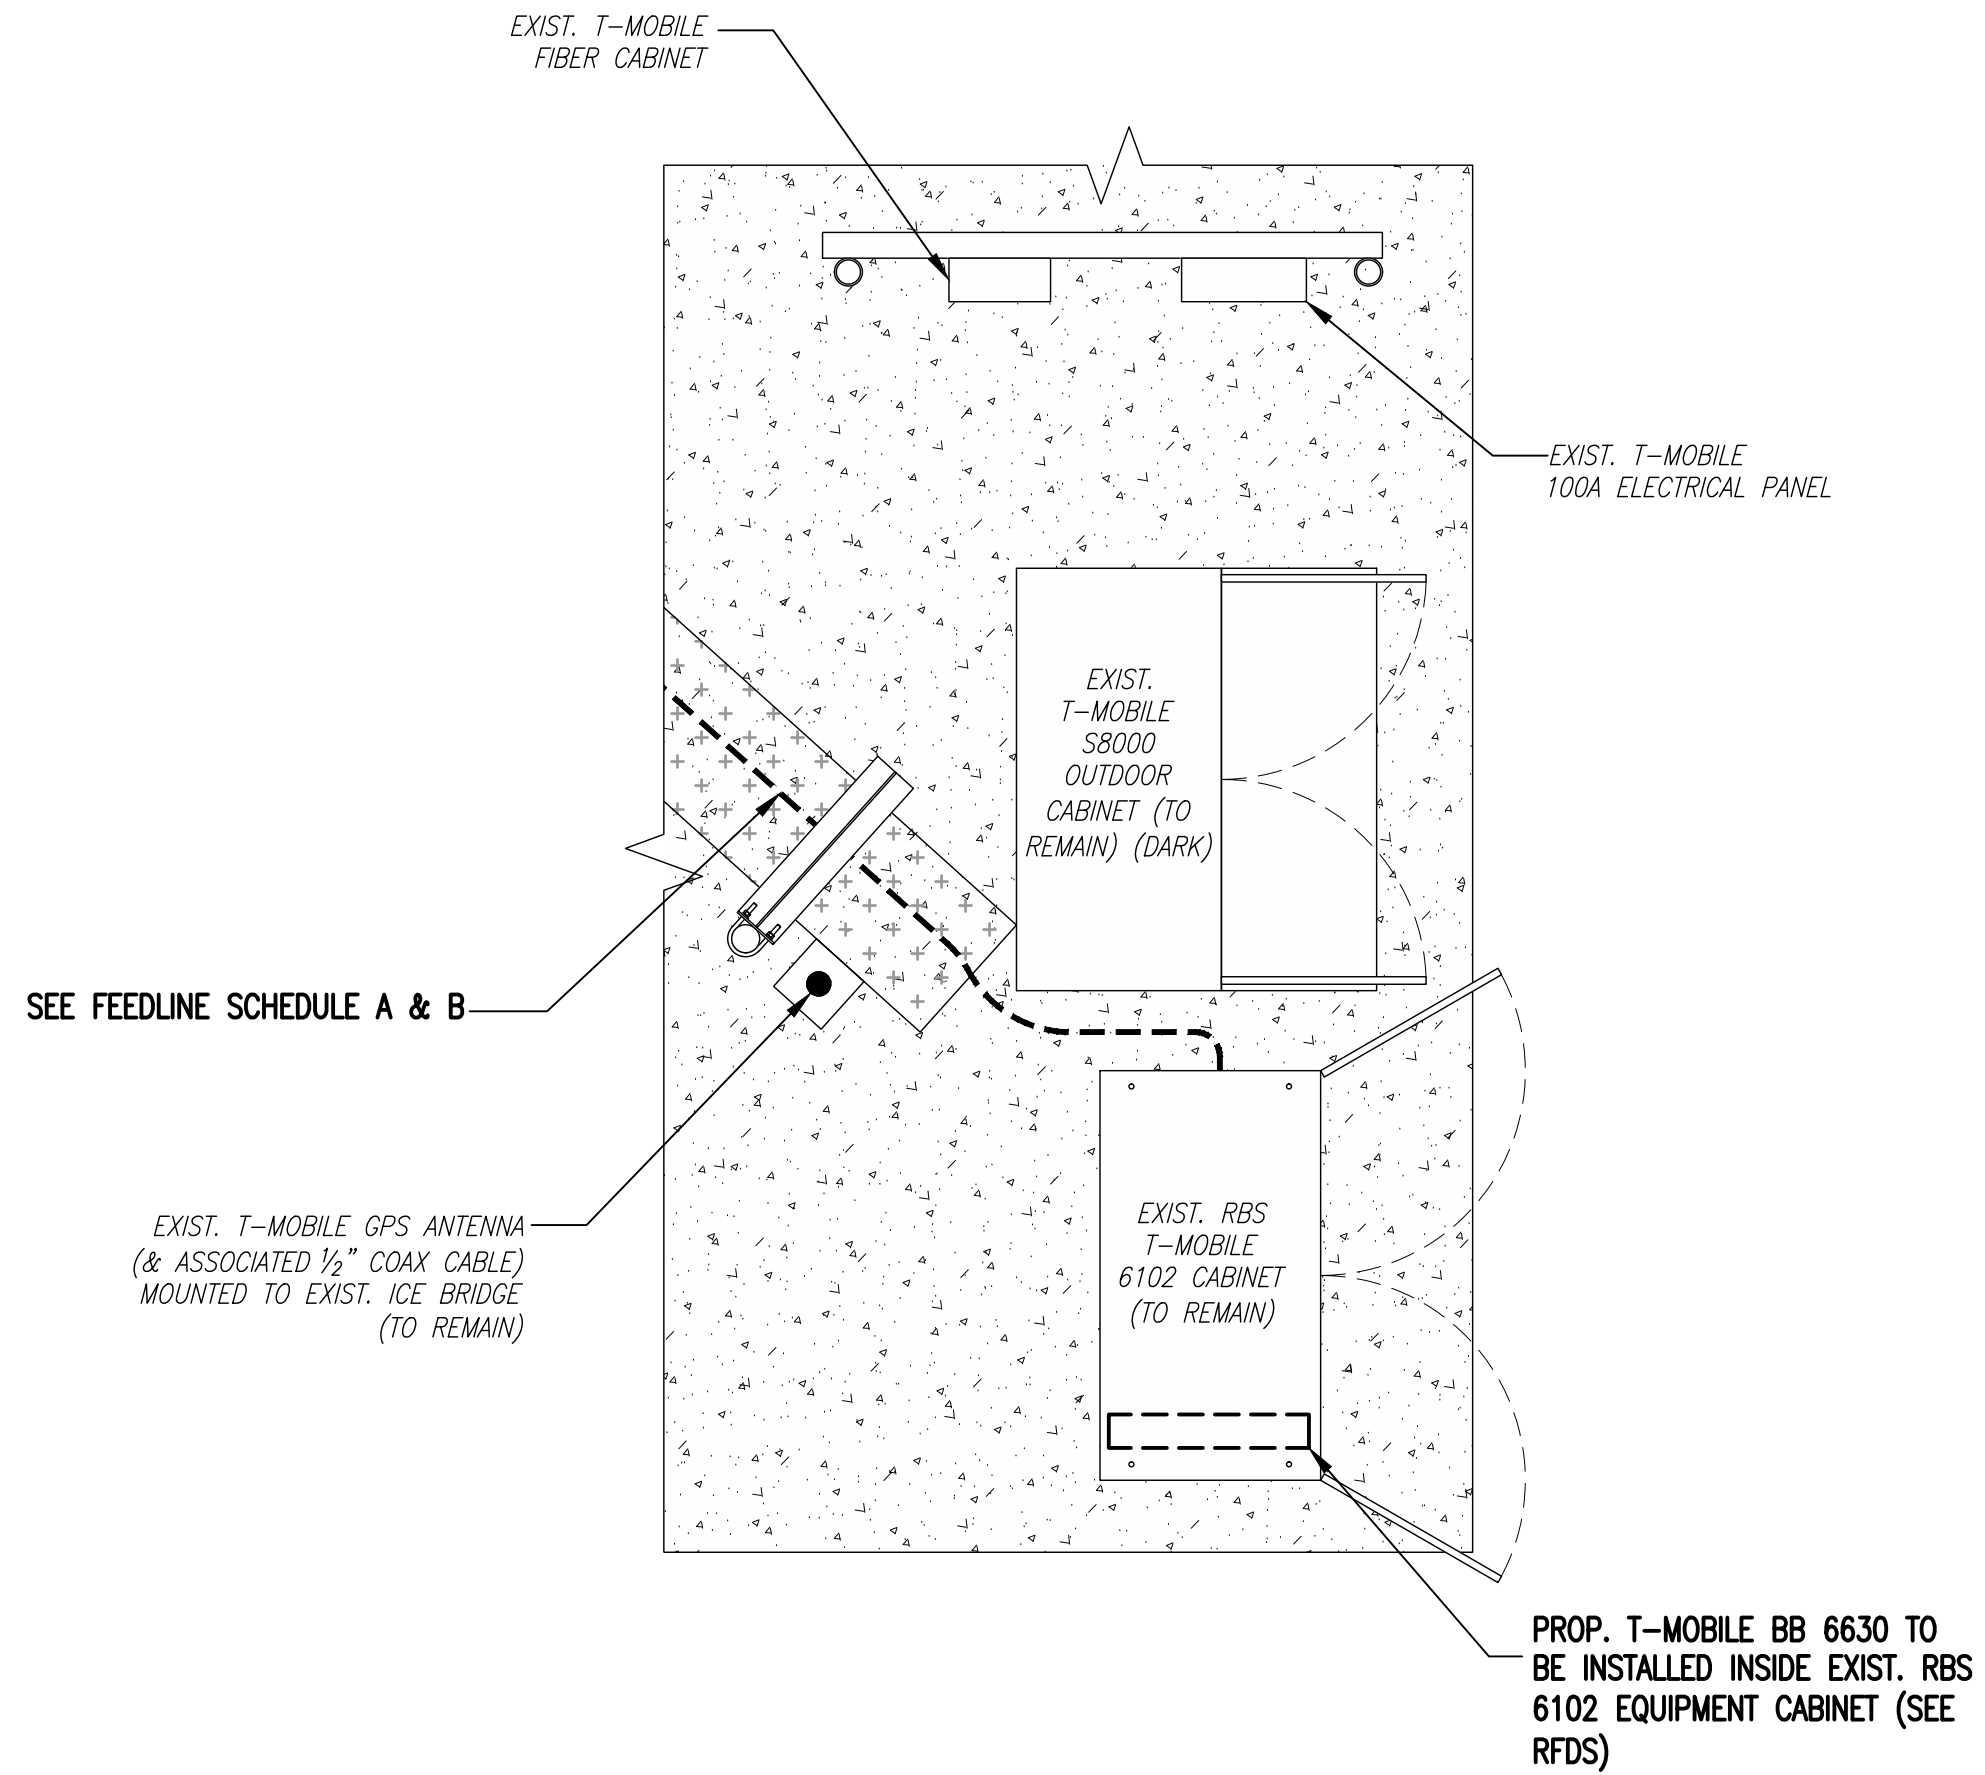 EXIST. T-MOBILE
FIBER CABINET
EXIST. T-MOBILE
100A ELECTRICAL PANEL
EXIST.
T-MOBILE
S8000
OUTDOOR
CABINET (TO
REMAIN) (DARK)
SEE FEEDLINE SCHEDULE A & B
EXIST. T-MOBILE GPS ANTENNA
(& ASSOCIATED ½" COAX CABLE)
MOUNTED TO EXIST. ICE BRIDGE
(TO REMAIN)
EXIST. RBS
T-MOBILE
6102 CABINET
(TO REMAIN)
PROP. T-MOBILE BB 6630 TO
BE INSTALLED INSIDE EXIST. RBS
6102 EQUIPMENT CABINET (SEE
RFDS)